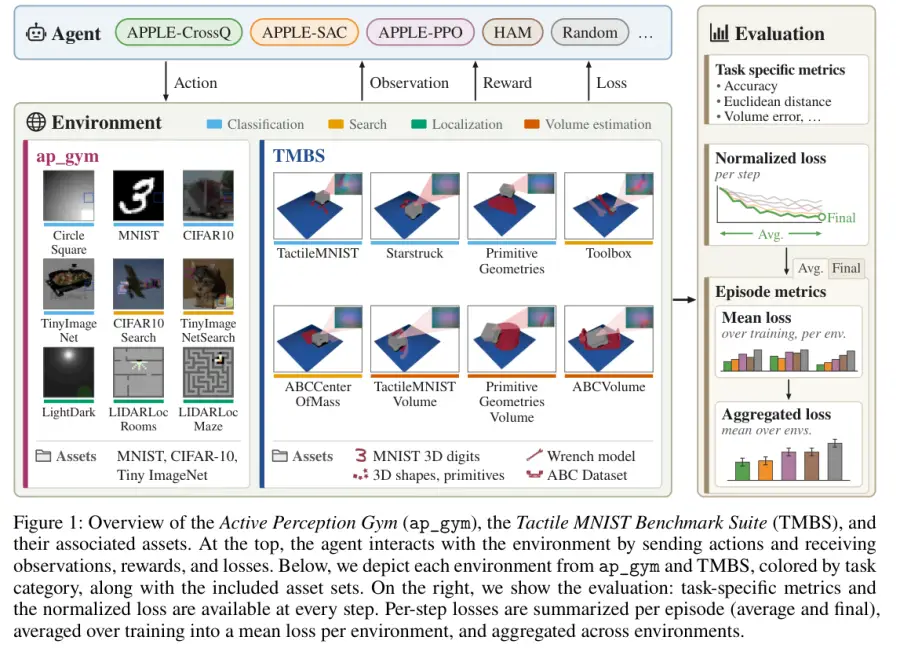 Agent
APPLE-CrossQ
APPLE-SAC
APPLE-PPO
HAM
Random
…
Action
Observation
Reward
Loss
Environment
Classification
Search
Localization
Volume estimation
ap_gym
Circle
Square
MNIST
CIFAR10
TinyImage
Net
CIFAR10
Search
TinyImage
NetSearch
LightDark
LIDARLoc
Rooms
LIDARLoc
Maze
Assets
MNIST, CIFAR-10,
Tiny ImageNet
TMBS
TactileMNIST
Starstruck
Primitive
Geometries
Toolbox
ABCCenter
OfMass
TactileMNIST
Volume
Primitive
Geometries
Volume
ABCVolume
Assets
MNIST 3D digits
3D shapes, primitives
Wrench model
ABC Dataset
Evaluation
Task specific metrics
• Accuracy
• Euclidean distance
• Volume error, …
Normalized loss
per step
Final
Avg.
Avg.
Final
Episode metrics
Mean loss
over training, per env.
Aggregated loss
mean over envs.
Figure 1: Overview of the Active Perception Gym (ap_gym), the Tactile MNIST Benchmark Suite (TMBS), and
their associated assets. At the top, the agent interacts with the environment by sending actions and receiving
observations, rewards, and losses. Below, we depict each environment from ap_gym and TMBS, colored by task
category, along with the included asset sets. On the right, we show the evaluation: task-specific metrics and
the normalized loss are available at every step. Per-step losses are summarized per episode (average and final),
averaged over training into a mean loss per environment, and aggregated across environments.